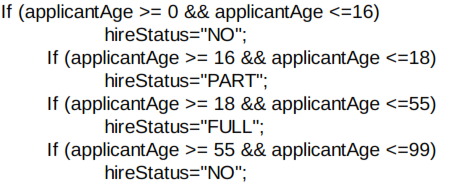 If (applicantAge >= 0 && applicantAge <=16)
hireStatus="NO";
If (applicantAge >= 16 && applicantAge <=18)
hireStatus="PART";
If (applicantAge >= 18 && applicantAge <=55)
hireStatus="FULL";
If (applicantAge >= 55 && applicantAge <=99)
hireStatus="NO";